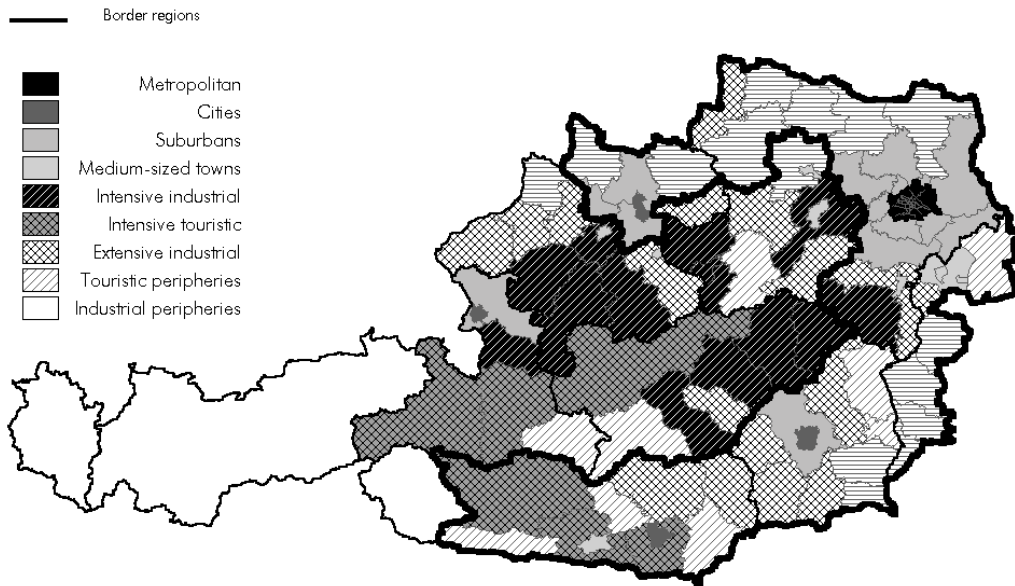 Border regions
Metropolitan
Cities
Suburbans
Medium-sized towns
Intensive industrial
Intensive touristic
Extensive industrial
Touristic peripheries
Industrial peripheries